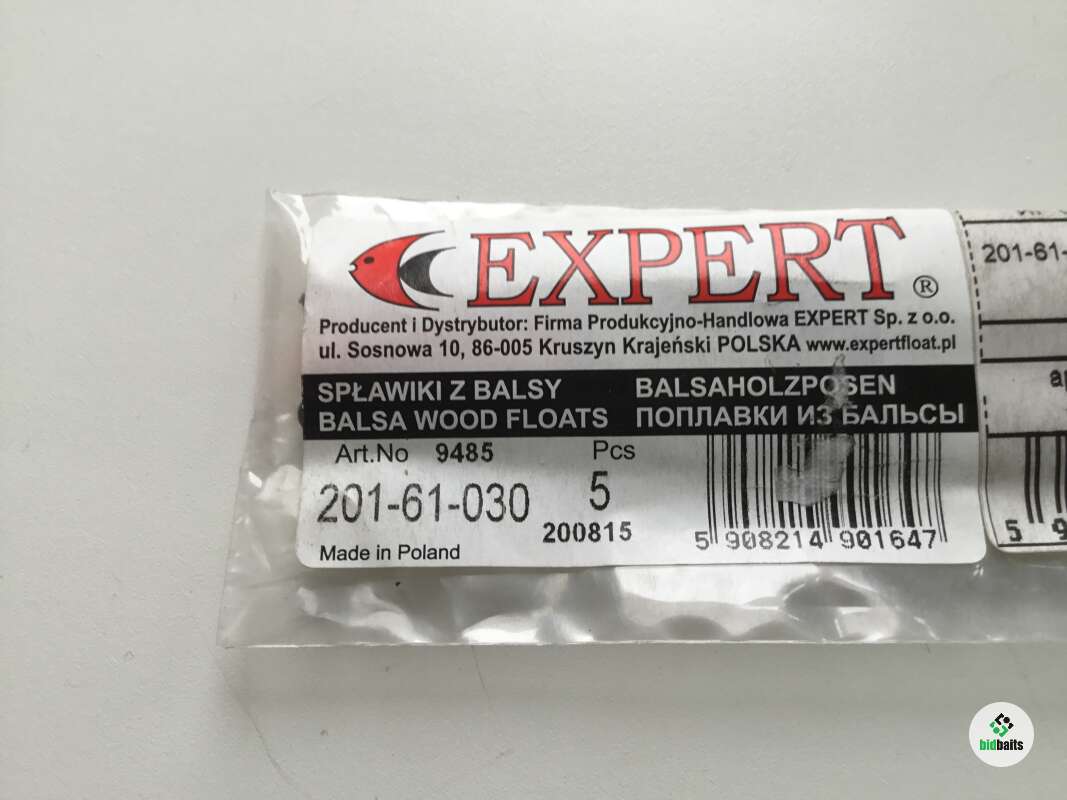 EXPERT ®
Producent i Dystrybutor: Firma Produkcyjno-Handlowa EXPERT Sp. z o.o.
ul. Sosnowa 10, 86-005 Kruszyn Krajeński POLSKA www.expertfloat.pl
SPŁAWIKI Z BALSY BALSAHOLZPOSEN
BALSA WOOD FLOATS ПОПЛАВКИ ИЗ БАЛЬСЫ
Art.No 9485 Pcs
201-61-030 5
200815
5 908214 901647
Made in Poland
201-61-
5 9
bidbaits